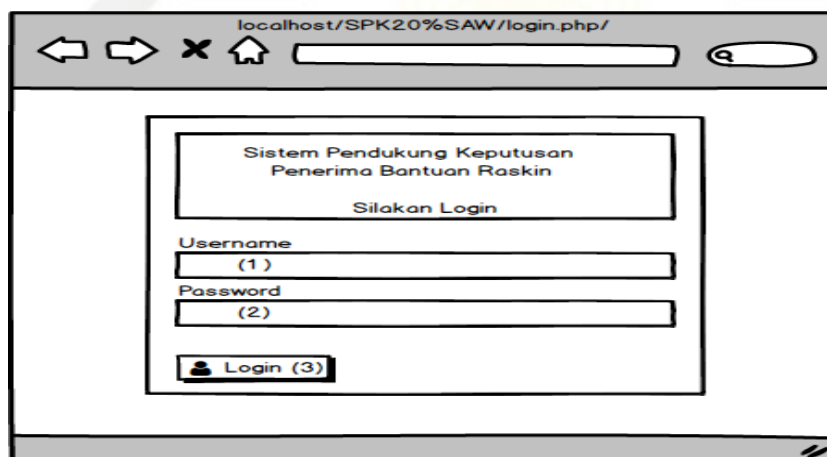 localhost/SPK20%SAW/login.php/
Sistem Pendukung Keputusan
Penerima Bantuan Raskin
Silakan Login
Username
(1)
Password
(2)
Login (3)